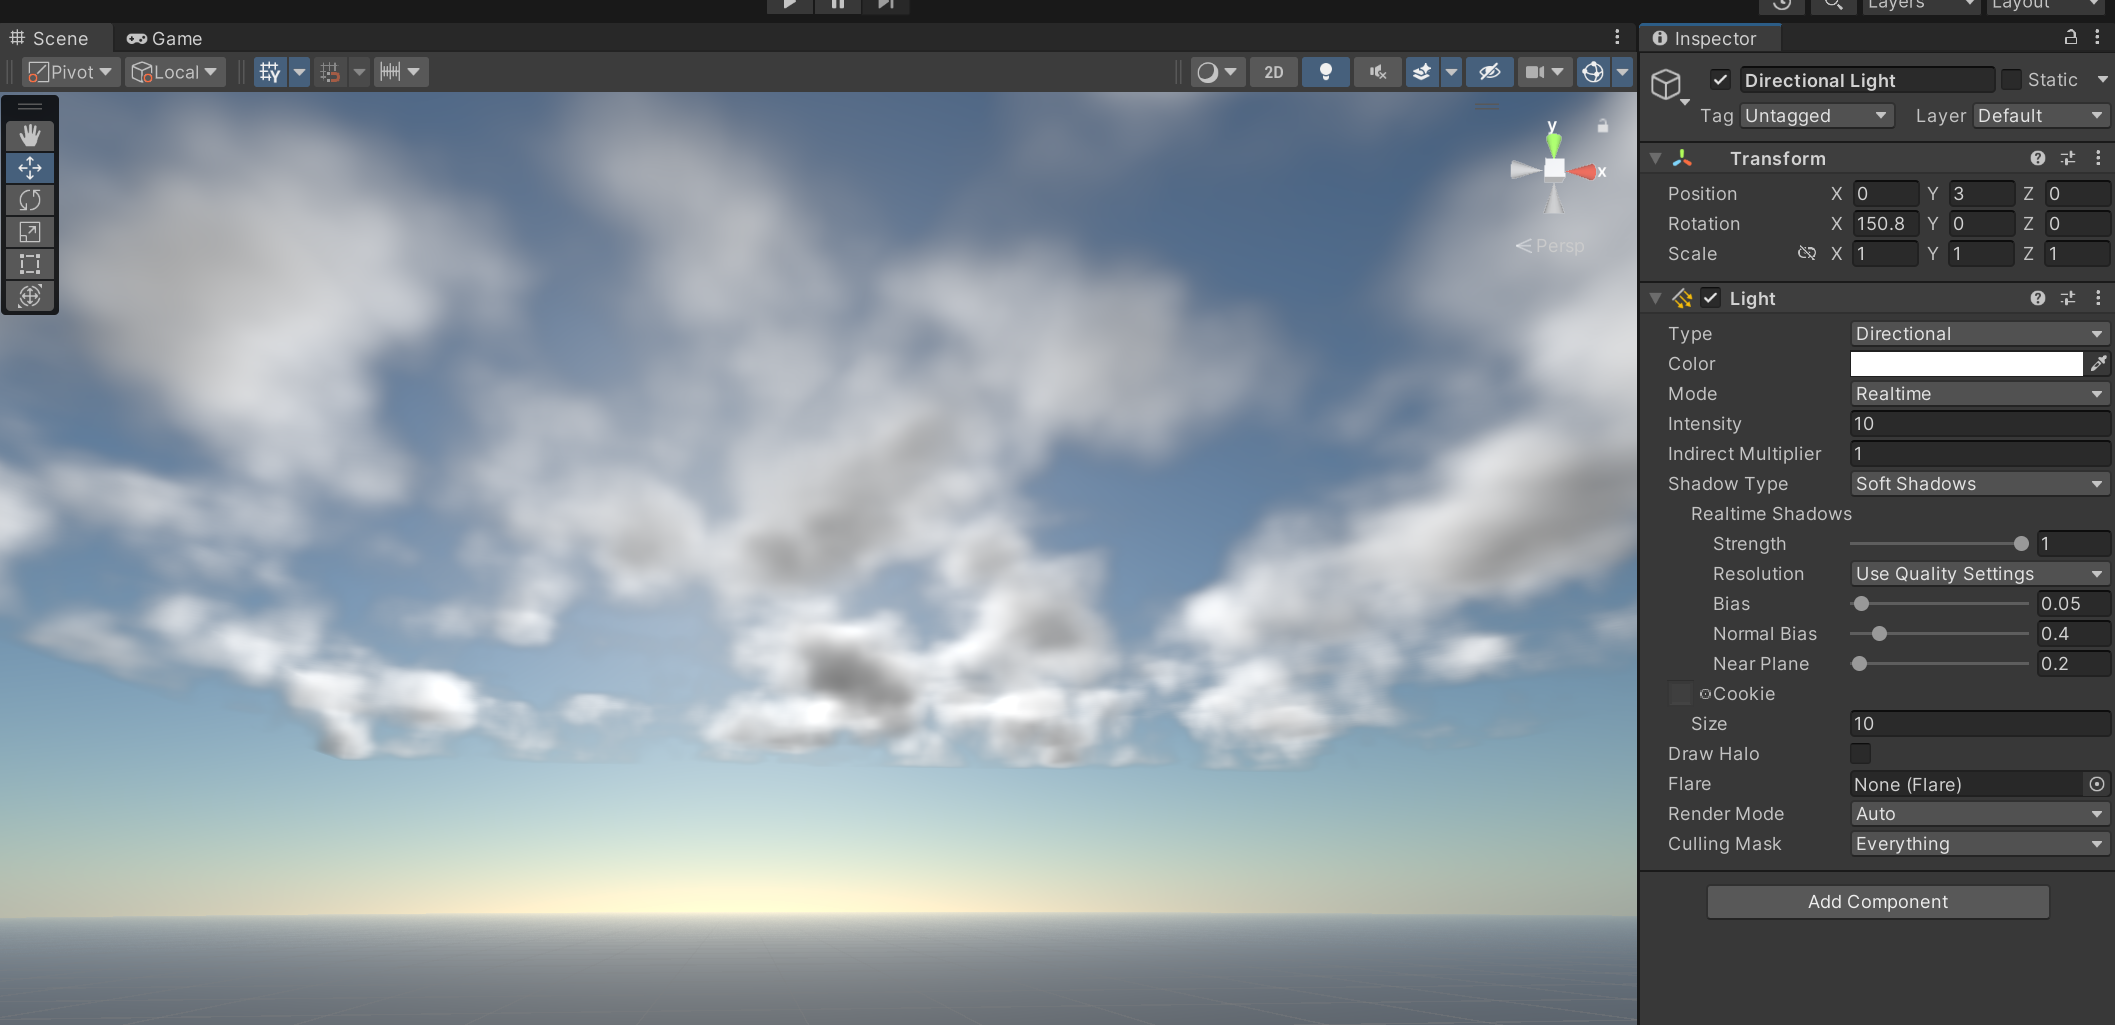 Layers Layout
Scene Game
Inspector
Pivot Local 2D
Directional Light Static
Tag Untagged Layer Default
y
x
Persp
Transform
Position X 0 Y 3 Z 0
Rotation X 150.8 Y 0 Z 0
Scale X 1 Y 1 Z 1
Light
Type Directional
Color
Mode Realtime
Intensity 10
Indirect Multiplier 1
Shadow Type Soft Shadows
Realtime Shadows
Strength 1
Resolution Use Quality Settings
Bias 0.05
Normal Bias 0.4
Near Plane 0.2
Cookie
Size 10
Draw Halo
Flare None (Flare)
Render Mode Auto
Culling Mask Everything
Add Component